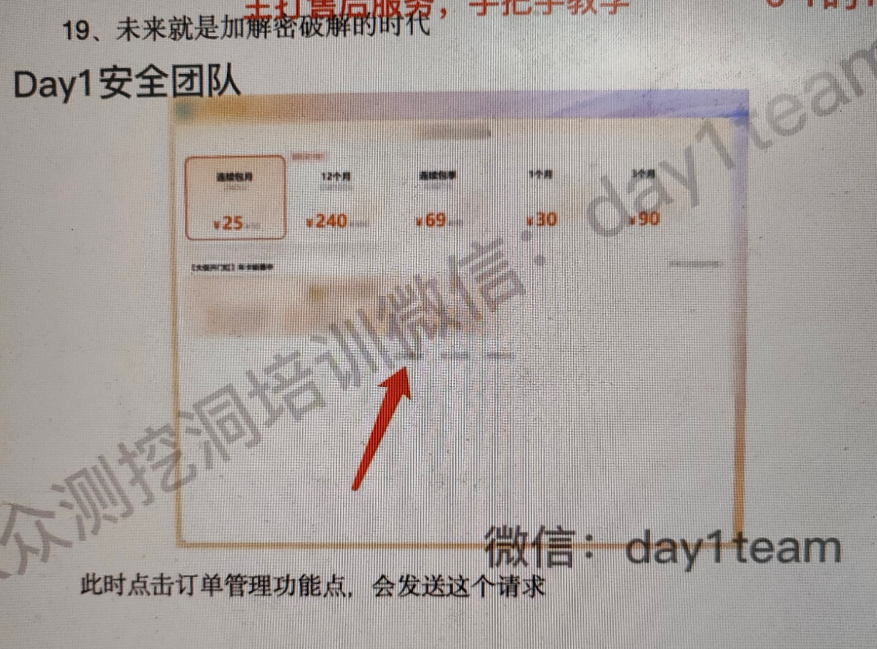 主打售后服务，手把手教学
19、未来就是加解密破解的时代
Day1安全团队
连续包月 12个月 连续包季 1个月 3个月
¥25 ¥240 ¥69 ¥30 ¥90
众测挖洞培训微信：day1team
微信：day1team
此时点击订单管理功能点，会发送这个请求